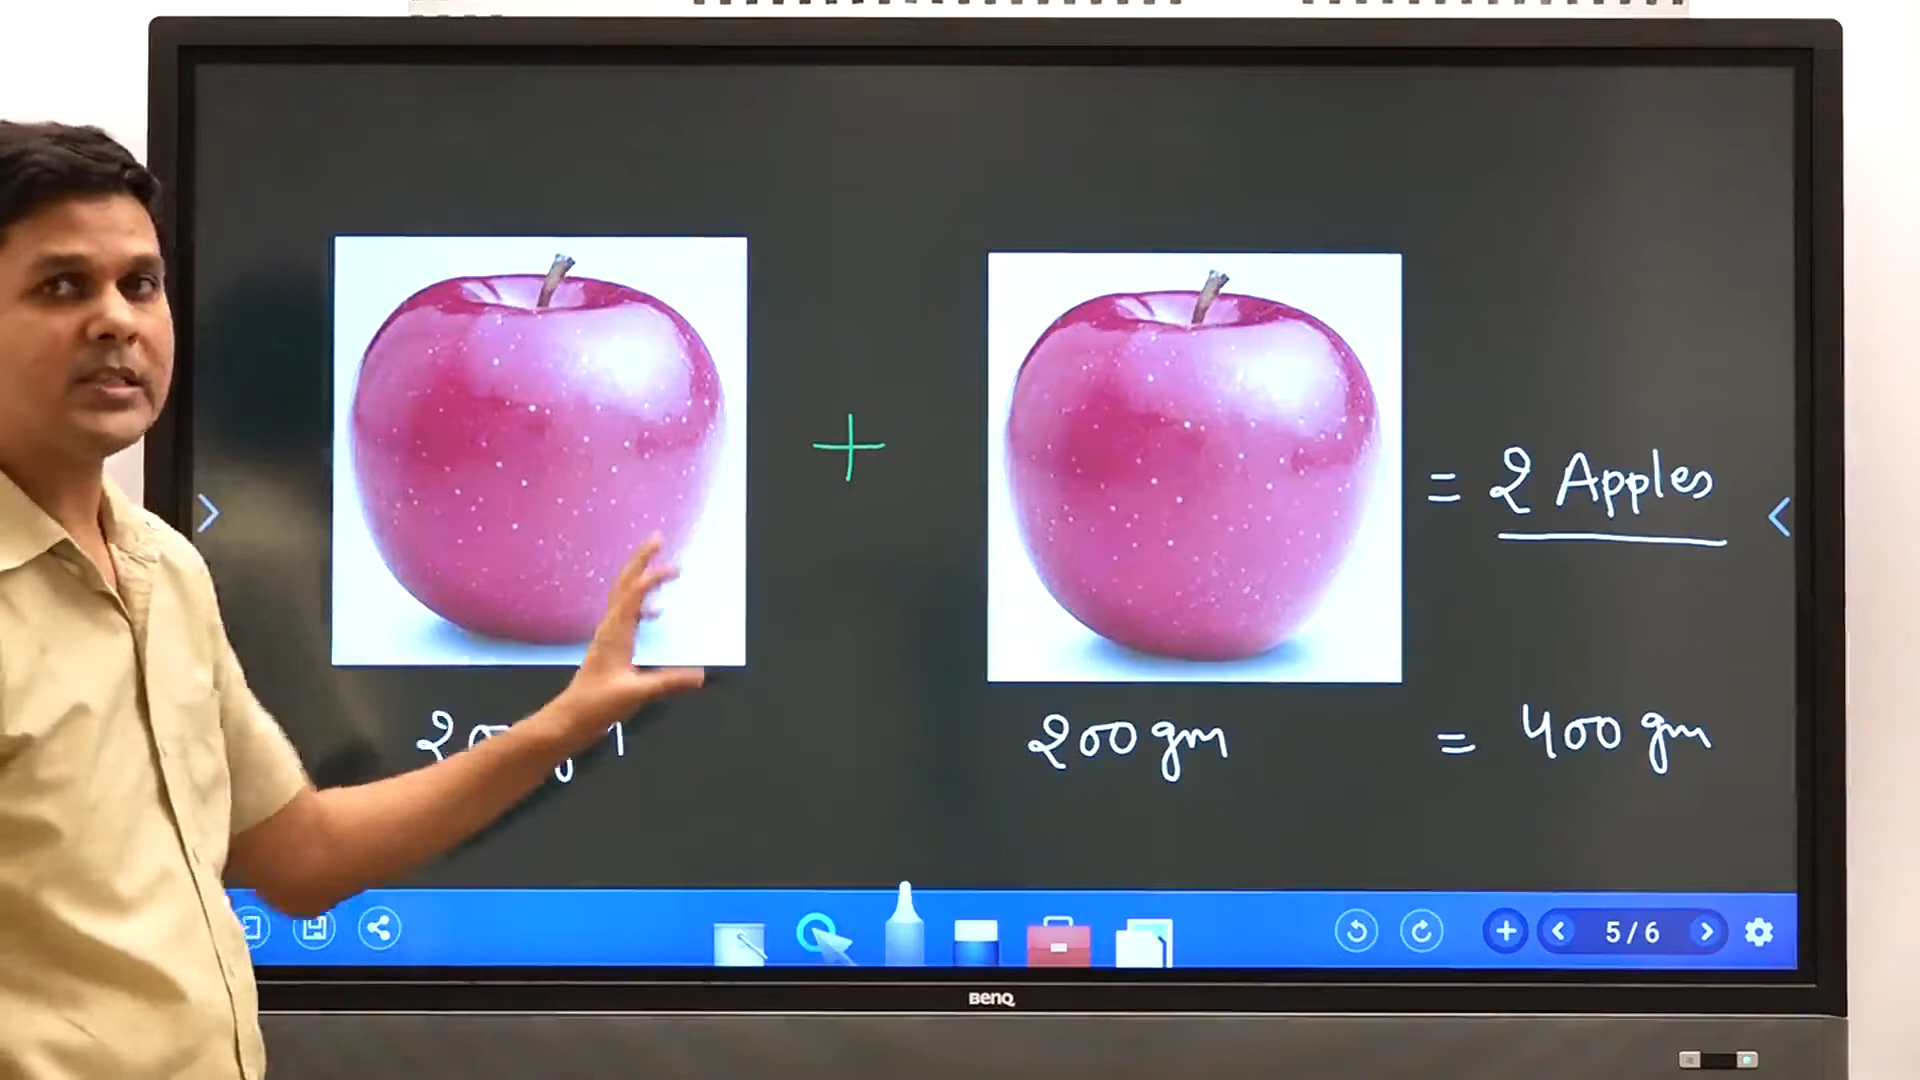 +
= 2 Apples
200 gm = 400 gm
5/6
BenQ